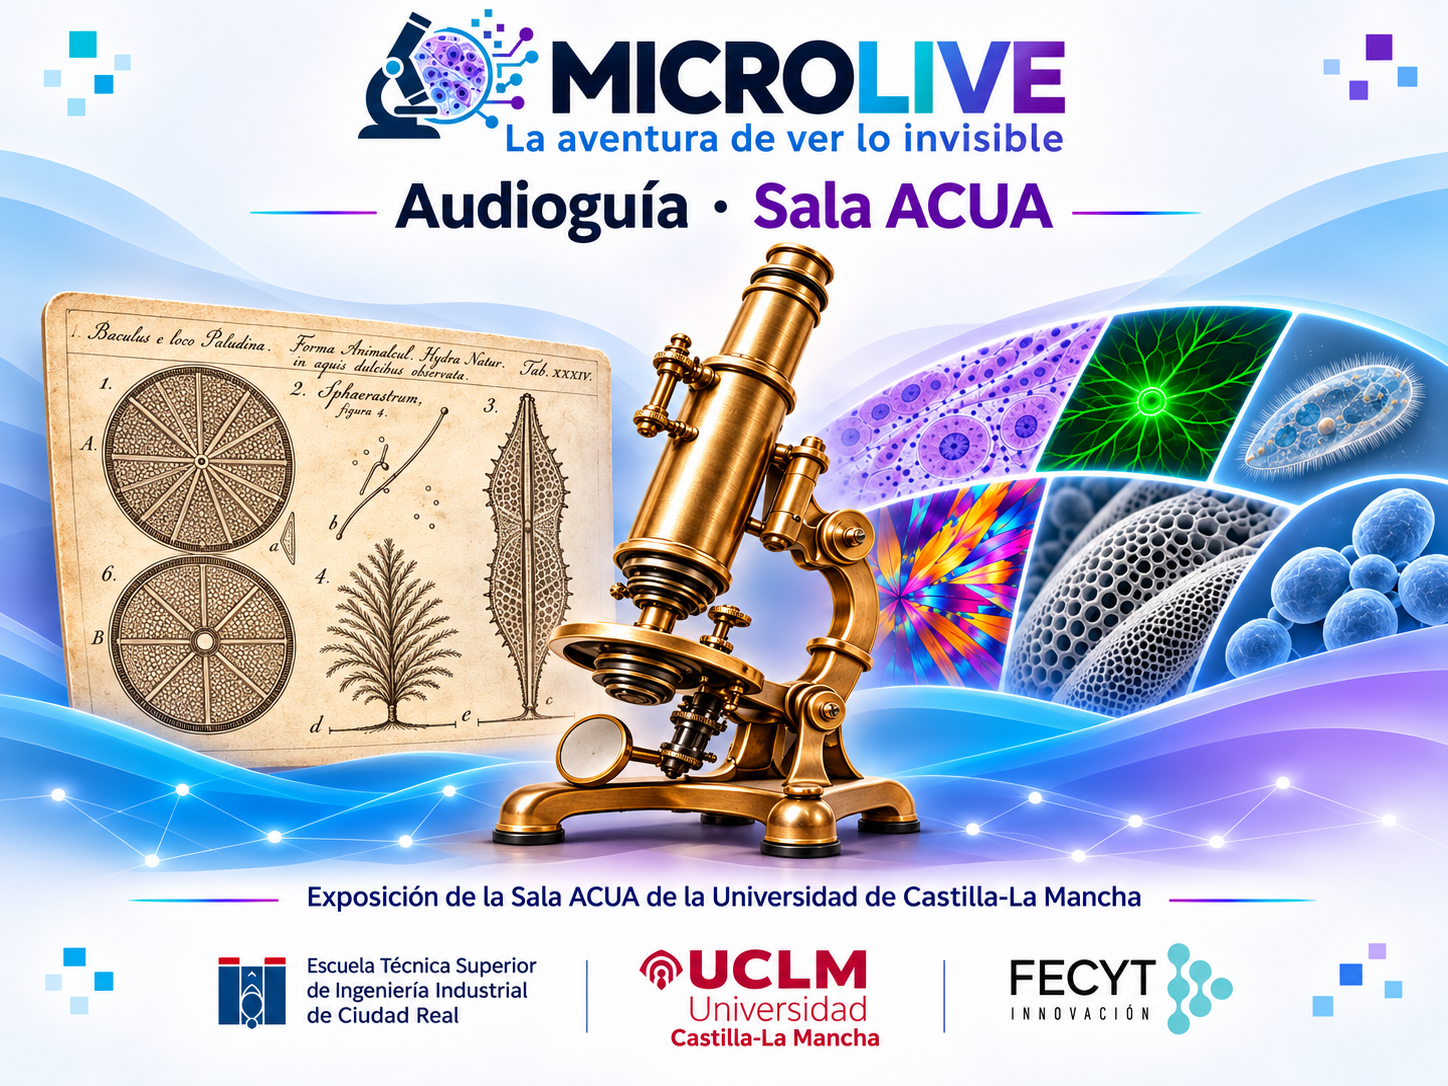 MICROLIVE
La aventura de ver lo invisible
Audioguía · Sala ACUA
1. Baculus e loco Paludina.
Forma Animalcul. Hydra Natur.
in aquis dulcibus observata.
Tab. XXXIV.
1.
2. Sphaerastrum,
figura 4.
3.
A.
b
a
6.
4.
B
c
d
e
Exposición de la Sala ACUA de la Universidad de Castilla-La Mancha
Escuela Técnica Superior
de Ingeniería Industrial
de Ciudad Real
UCLM
Universidad
Castilla-La Mancha
FECYT
INNOVACIÓN